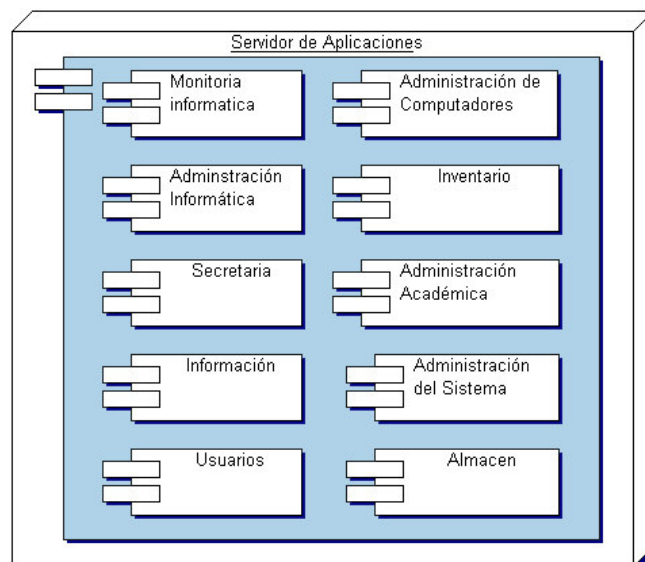 Servidor de Aplicaciones
Monitoria
informatica
Administración de
Computadores
Adminstración
Informática
Inventario
Secretaria
Administración
Académica
Información
Administración
del Sistema
Usuarios
Almacen